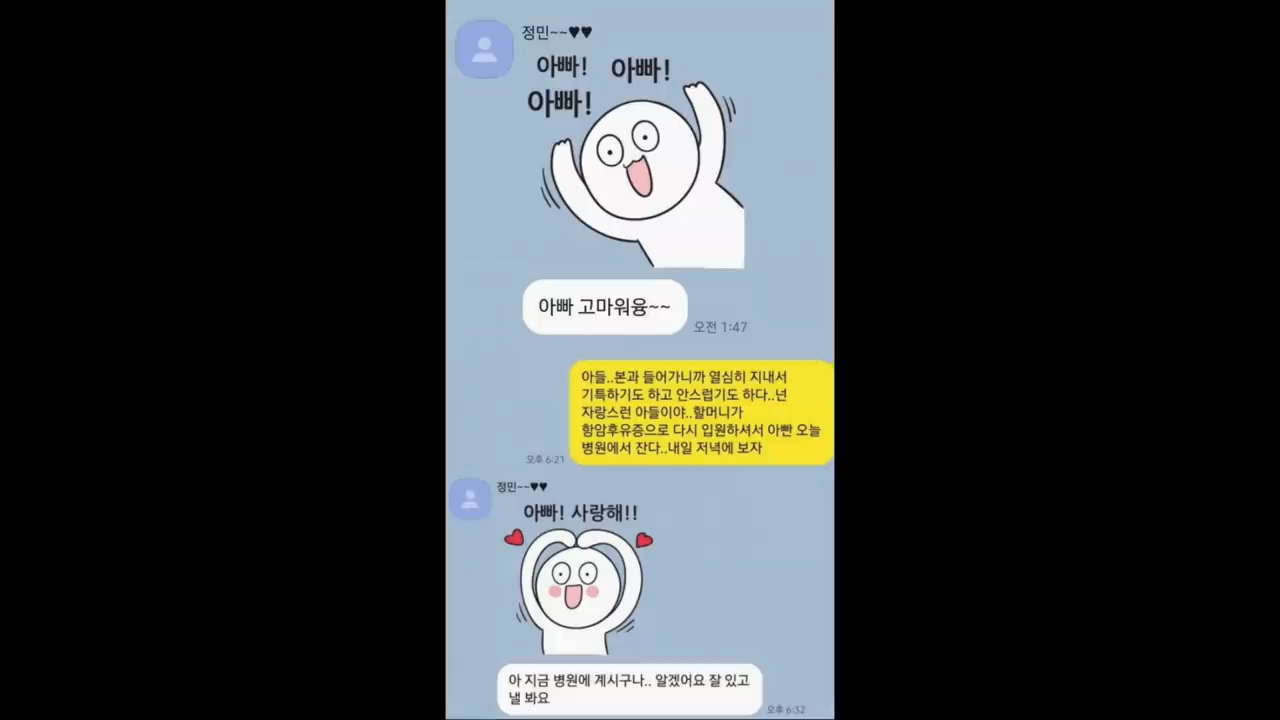 정민~~♥♥
아빠! 아빠!
아빠!
아빠 고마워융~~
오전 1:47
아들..본과 들어가니까 열심히 지내서
기특하기도 하고 안스럽기도 하다..넌
자랑스런 아들이야..할머니가
항암후유증으로 다시 입원하셔서 아빤 오늘
병원에서 잔다..내일 저녁에 보자
오후 6:21
정민~~♥♥
아빠! 사랑해!!
아 지금 병원에 계시구나.. 알겠어요 잘 있고
낼 봐요
오후 6:32